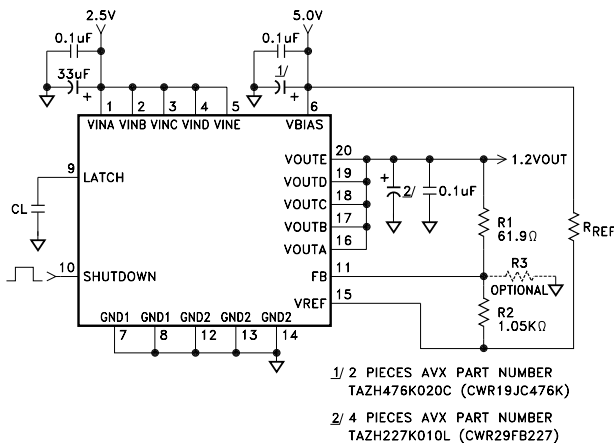 2.5V 5.0V
0.1uF 0.1uF
33uF + 1/ +
1 2 3 4 5 6
VINA VINB VINC VIND VINE VBIAS
VOUTE 20 1.2VOUT
9 LATCH
VOUTD 19
+ 2/ 0.1uF
VOUTC 18
CL
VOUTB 17
R1
61.9Ω
RREF
VOUTA 16
10 SHUTDOWN
FB 11
R3
OPTIONAL
VREF 15
R2
1.05KΩ
GND1 GND1 GND2 GND2 GND2
7 8 12 13 14
1/ 2 PIECES AVX PART NUMBER
TAZH476K020C (CWR19JC476K)
2/ 4 PIECES AVX PART NUMBER
TAZH227K010L (CWR29FB227)